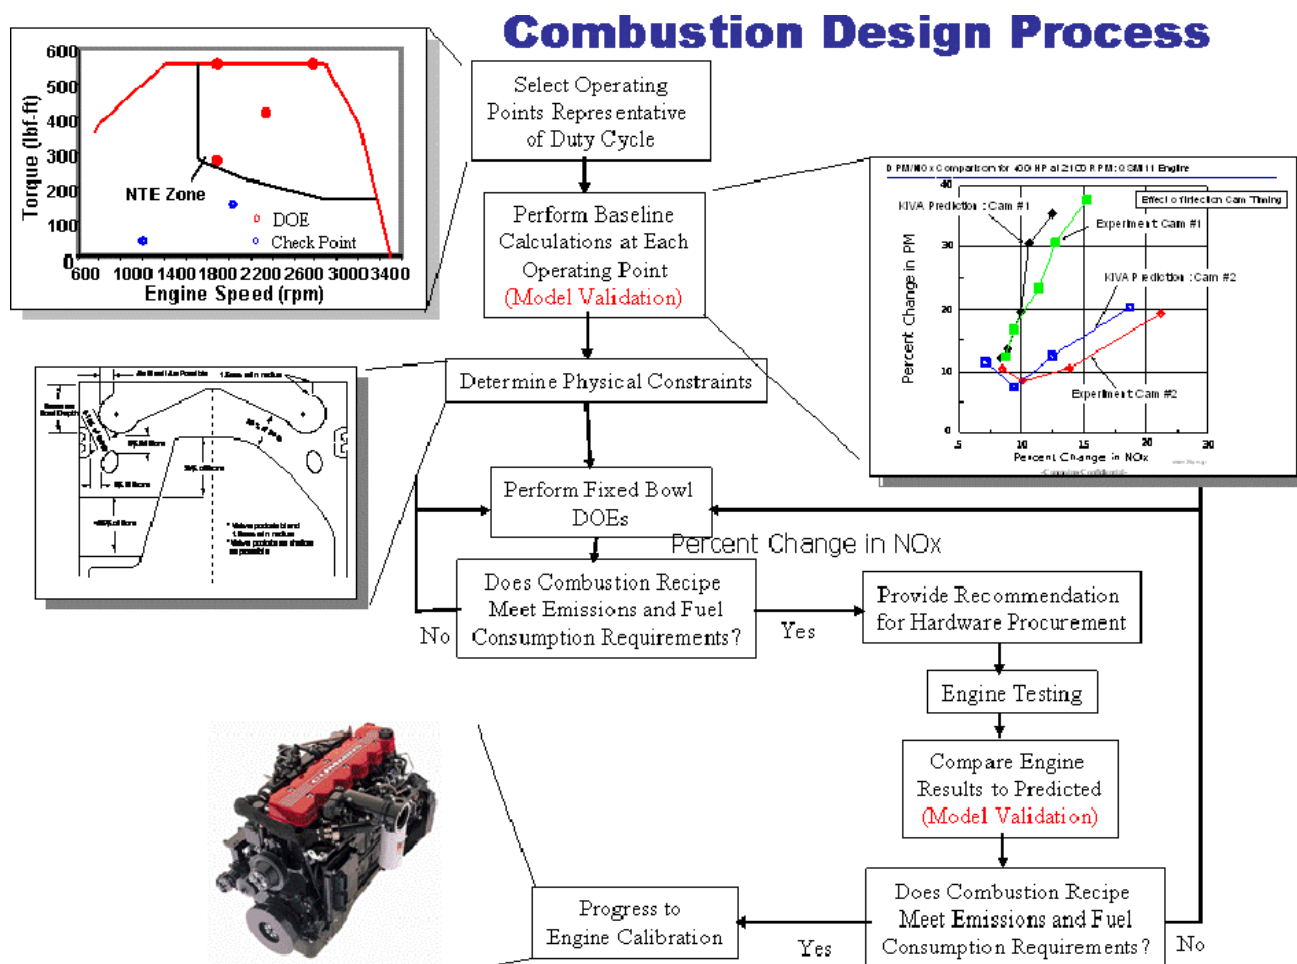 Combustion Design Process
600
500
400
300
200
100
0
Torque (lbf-ft)
NTE Zone
DOE
Check Point
600 1000 1400 1800 2200 2600 3000 3400
Engine Speed (rpm)
Select Operating
Points Representative
of Duty Cycle
Perform Baseline
Calculations at Each
Operating Point
(Model Validation)
Effect of Injection Cam Timing
KIVA Prediction : Cam #1
Experiment Cam #1
KIVA Prediction : Cam #2
Experiment Cam #2
40
30
20
10
0
Percent Change in PM
5 10 15 20 30
Percent Change in NOx
Determine Physical Constraints
Perform Fixed Bowl
DOEs
Percent Change in NOx
Does Combustion Recipe
Meet Emissions and Fuel
Consumption Requirements?
No
Yes
Provide Recommendation
for Hardware Procurement
Engine Testing
Compare Engine
Results to Predicted
(Model Validation)
Does Combustion Recipe
Meet Emissions and Fuel
Consumption Requirements?
No
Yes
Progress to
Engine Calibration